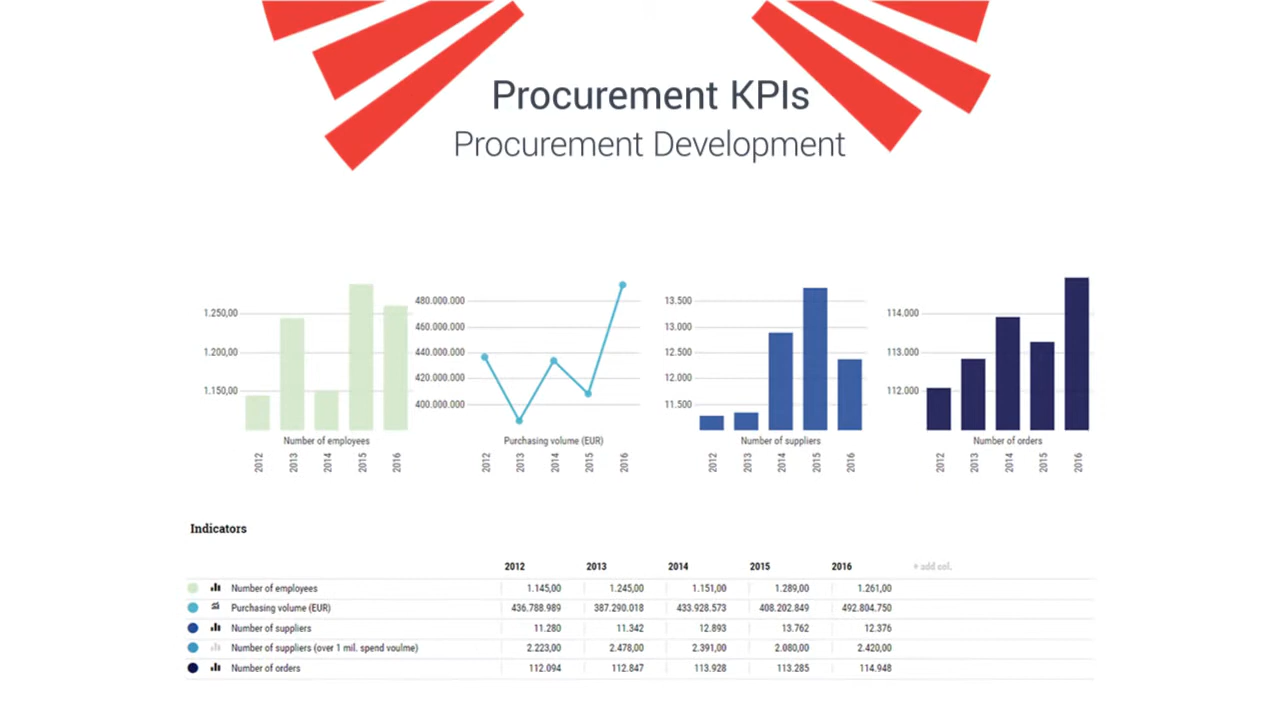 Procurement KPIs
Procurement Development
1.250,00
1.200,00
1.150,00
Number of employees
2012 2013 2014 2015 2016
480.000.000
460.000.000
440.000.000
420.000.000
400.000.000
Purchasing volume (EUR)
2012 2013 2014 2015 2016
13.500
13.000
12.500
12.000
11.500
Number of suppliers
2012 2013 2014 2015 2016
114.000
113.000
112.000
Number of orders
2012 2013 2014 2015 2016
Indicators
2012 2013 2014 2015 2016 + add col.
Number of employees 1.145,00 1.245,00 1.151,00 1.289,00 1.261,00
Purchasing volume (EUR) 436.788.989 387.290.018 433.928.573 408.202.849 492.804.750
Number of suppliers 11.280 11.342 12.893 13.762 12.376
Number of suppliers (over 1 mil. spend voulme) 2.223,00 2.478,00 2.391,00 2.080,00 2.420,00
Number of orders 112.094 112.847 113.928 113.285 114.948